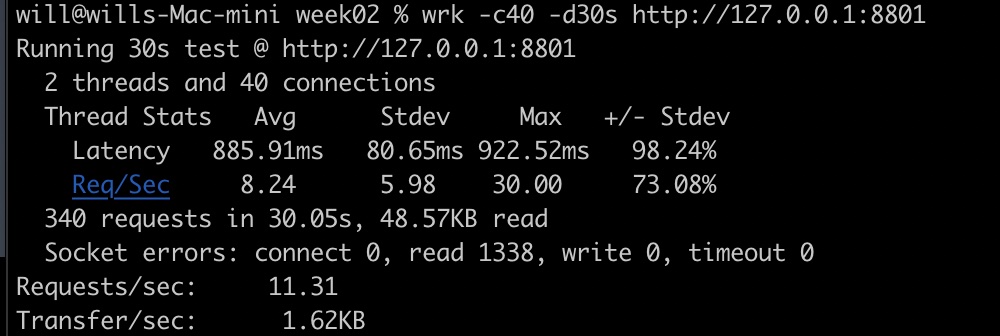 will@wills-Mac-mini week02 % wrk -c40 -d30s http://127.0.0.1:8801
Running 30s test @ http://127.0.0.1:8801
  2 threads and 40 connections
  Thread Stats   Avg      Stdev     Max   +/- Stdev
    Latency   885.91ms   80.65ms 922.52ms   98.24%
    Req/Sec     8.24      5.98    30.00     73.08%
  340 requests in 30.05s, 48.57KB read
  Socket errors: connect 0, read 1338, write 0, timeout 0
Requests/sec:     11.31
Transfer/sec:      1.62KB